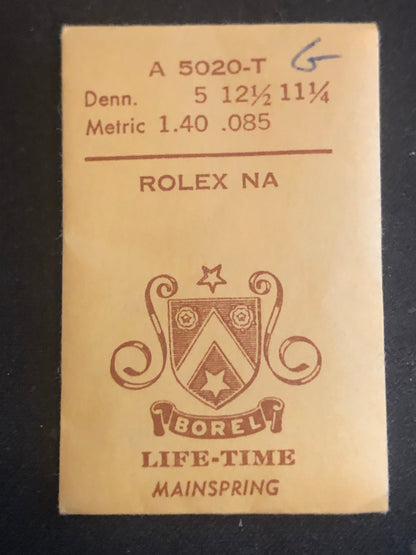 A 5020-T G
Denn. 5 12½ 11¼
Metric 1.40 .085
ROLEX NA
BOREL
LIFE-TIME
MAINSPRING